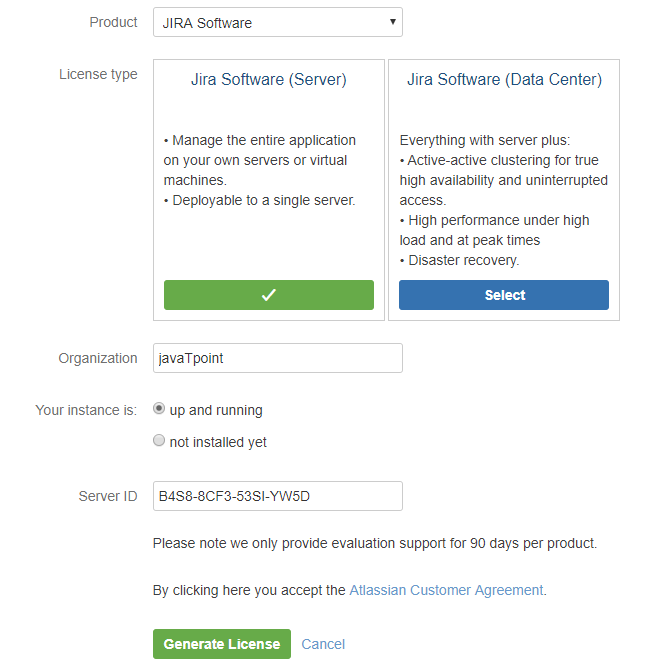 Product JIRA Software
License type
Jira Software (Server)
• Manage the entire application
on your own servers or virtual
machines.
• Deployable to a single server.
Jira Software (Data Center)
Everything with server plus:
• Active-active clustering for true
high availability and uninterrupted
access.
• High performance under high
load and at peak times
• Disaster recovery.
Select
Organization javaTpoint
Your instance is: up and running
not installed yet
Server ID B4S8-8CF3-53SI-YW5D
Please note we only provide evaluation support for 90 days per product.
By clicking here you accept the Atlassian Customer Agreement.
Generate License Cancel